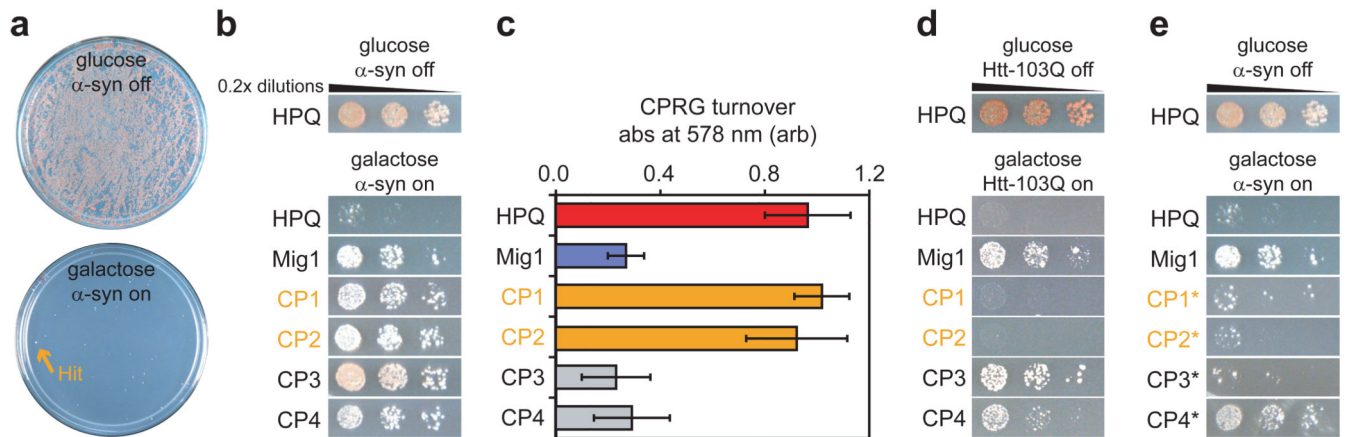 a
glucose
α-syn off
galactose
α-syn on
Hit
b
glucose
α-syn off
0.2x dilutions
HPQ
galactose
α-syn on
HPQ
Mig1
CP1
CP2
CP3
CP4
c
CPRG turnover
abs at 578 nm (arb)
0.0 0.4 0.8 1.2
HPQ
Mig1
CP1
CP2
CP3
CP4
d
glucose
Htt-103Q off
HPQ
galactose
Htt-103Q on
HPQ
Mig1
CP1
CP2
CP3
CP4
e
glucose
α-syn off
HPQ
galactose
α-syn on
HPQ
Mig1
CP1*
CP2*
CP3*
CP4*